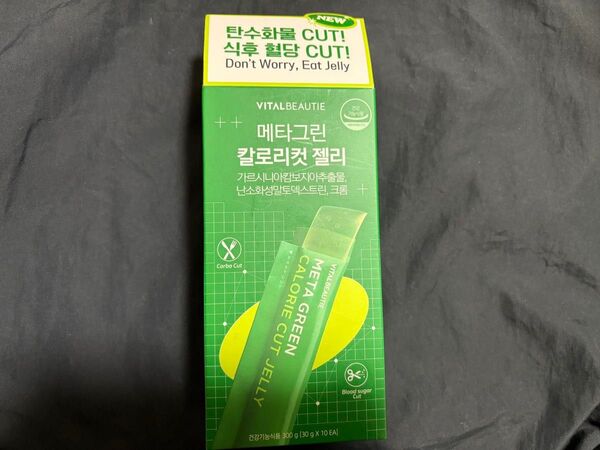 NEW
탄수화물 CUT!
식후 혈당 CUT!
Don't Worry, Eat Jelly
VITALBEAUTIE
메타그린
칼로리컷 젤리
가르시니아캄보지아추출물,
난소화성말토덱스트린, 크롬
Carbo Cut
VITALBEAUTIE
META GREEN
CALORIE CUT JELLY
Blood sugar
Cut
건강기능식품 300 g (30 g X 10 EA)